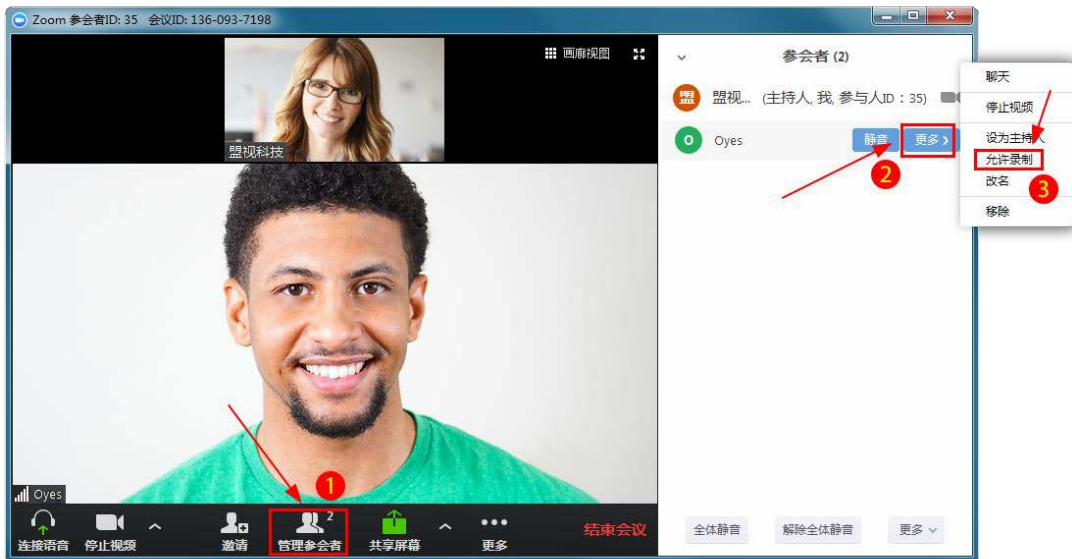 Zoom 参会者ID: 35 会议ID: 136-093-7198
画廊视图
盟视科技
Oyes
连接语音
停止视频
邀请
管理参会者
2
共享屏幕
更多
结束会议
1
参会者 (2)
盟
盟视... (主持人, 我, 参与人ID：35)
O
Oyes
静音
更多
2
聊天
停止视频
设为主持人
允许录制
改名
3
移除
全体静音
解除全体静音
更多